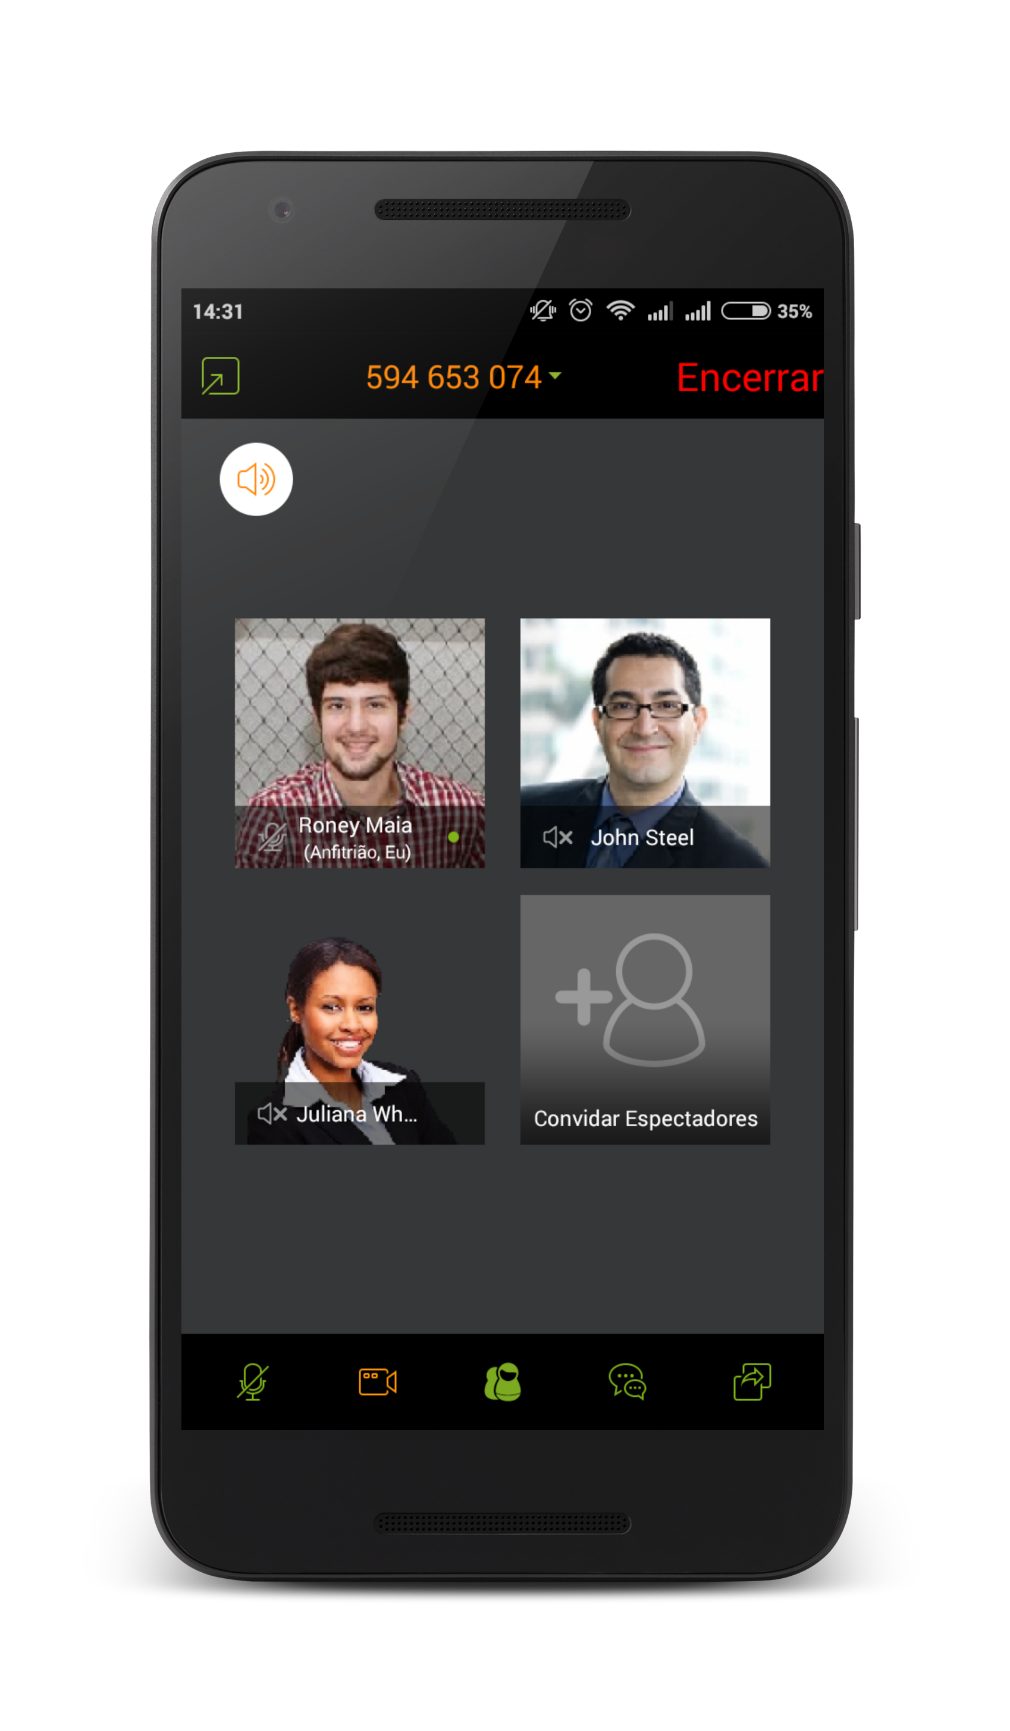 14:31
35%
594 653 074
Encerrar
Roney Maia
(Anfitrião, Eu)
John Steel
Juliana Wh...
Convidar Espectadores